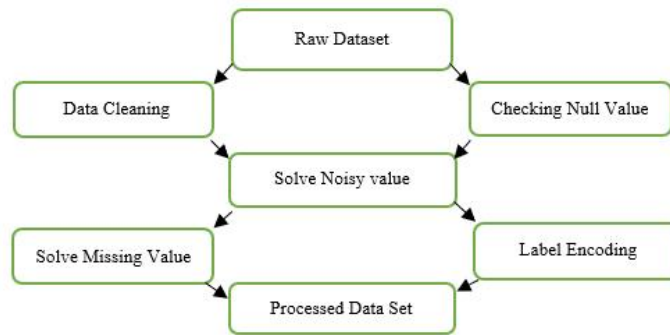 Raw Dataset
Data Cleaning
Checking Null Value
Solve Noisy value
Solve Missing Value
Label Encoding
Processed Data Set